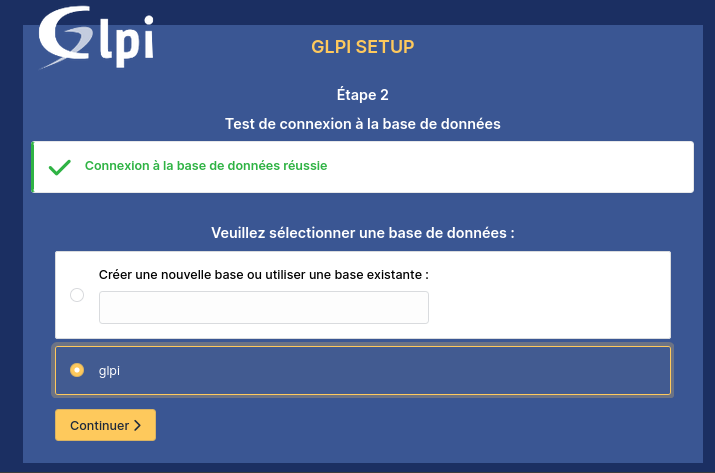 Glpi
GLPI SETUP
Étape 2
Test de connexion à la base de données
Connexion à la base de données réussie
Veuillez sélectionner une base de données :
Créer une nouvelle base ou utiliser une base existante :
glpi
Continuer